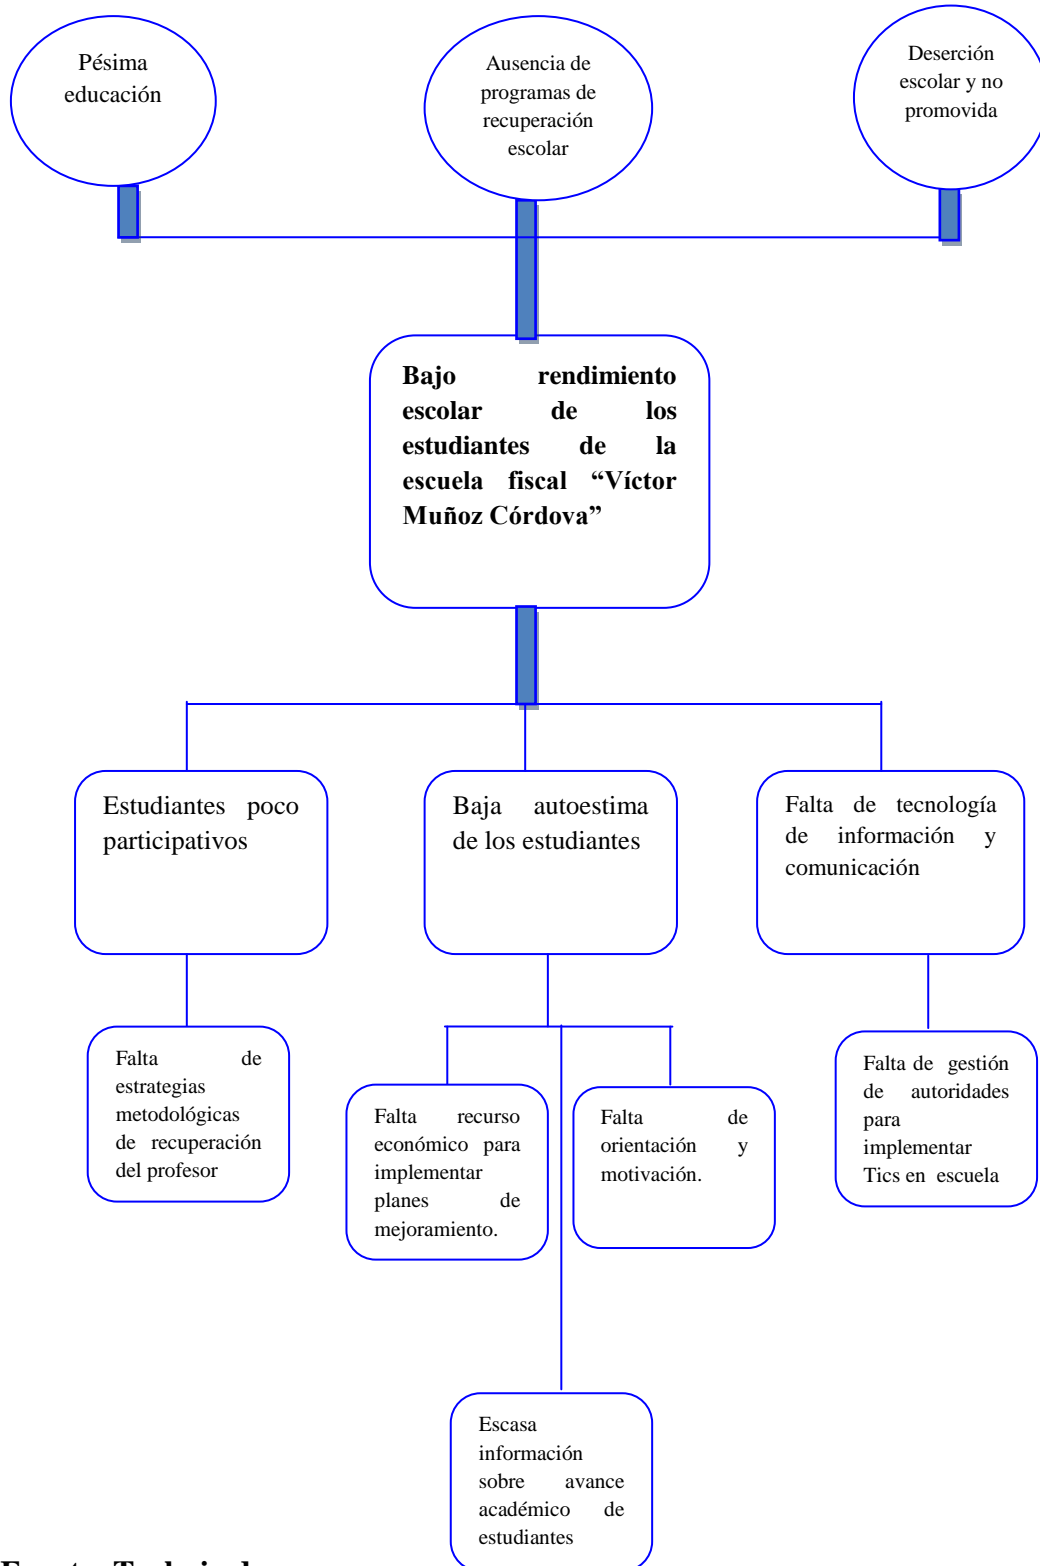 Pésima
educación
Ausencia de
programas de
recuperación
escolar
Deserción
escolar y no
promovida
Bajo rendimiento
escolar de los
estudiantes de la
escuela fiscal “Víctor
Muñoz Córdova”
Estudiantes poco
participativos
Baja autoestima
de los estudiantes
Falta de tecnología
de información y
comunicación
Falta de
estrategias
metodológicas
de recuperación
del profesor
Falta recurso
económico para
implementar
planes de
mejoramiento.
Falta de
orientación y
motivación.
Falta de gestión
de autoridades
para
implementar
Tics en escuela
Escasa
información
sobre avance
académico de
estudiantes